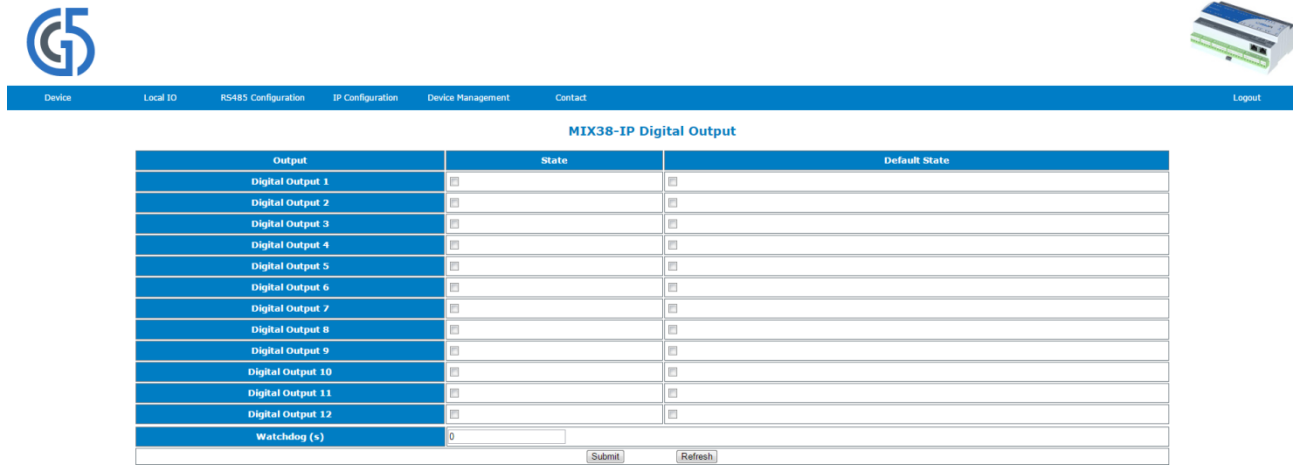 G5
Device Local IO RS485 Configuration IP Configuration Device Management Contact Logout
MIX38-IP Digital Output
Output State Default State
Digital Output 1
Digital Output 2
Digital Output 3
Digital Output 4
Digital Output 5
Digital Output 6
Digital Output 7
Digital Output 8
Digital Output 9
Digital Output 10
Digital Output 11
Digital Output 12
Watchdog (s) 0
Submit Refresh